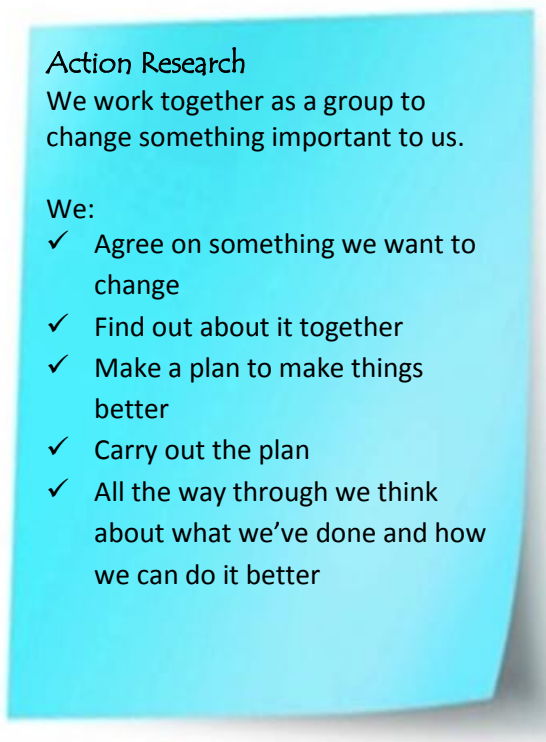 Action Research
We work together as a group to
change something important to us.
We:
✓ Agree on something we want to
change
✓ Find out about it together
✓ Make a plan to make things
better
✓ Carry out the plan
✓ All the way through we think
about what we’ve done and how
we can do it better